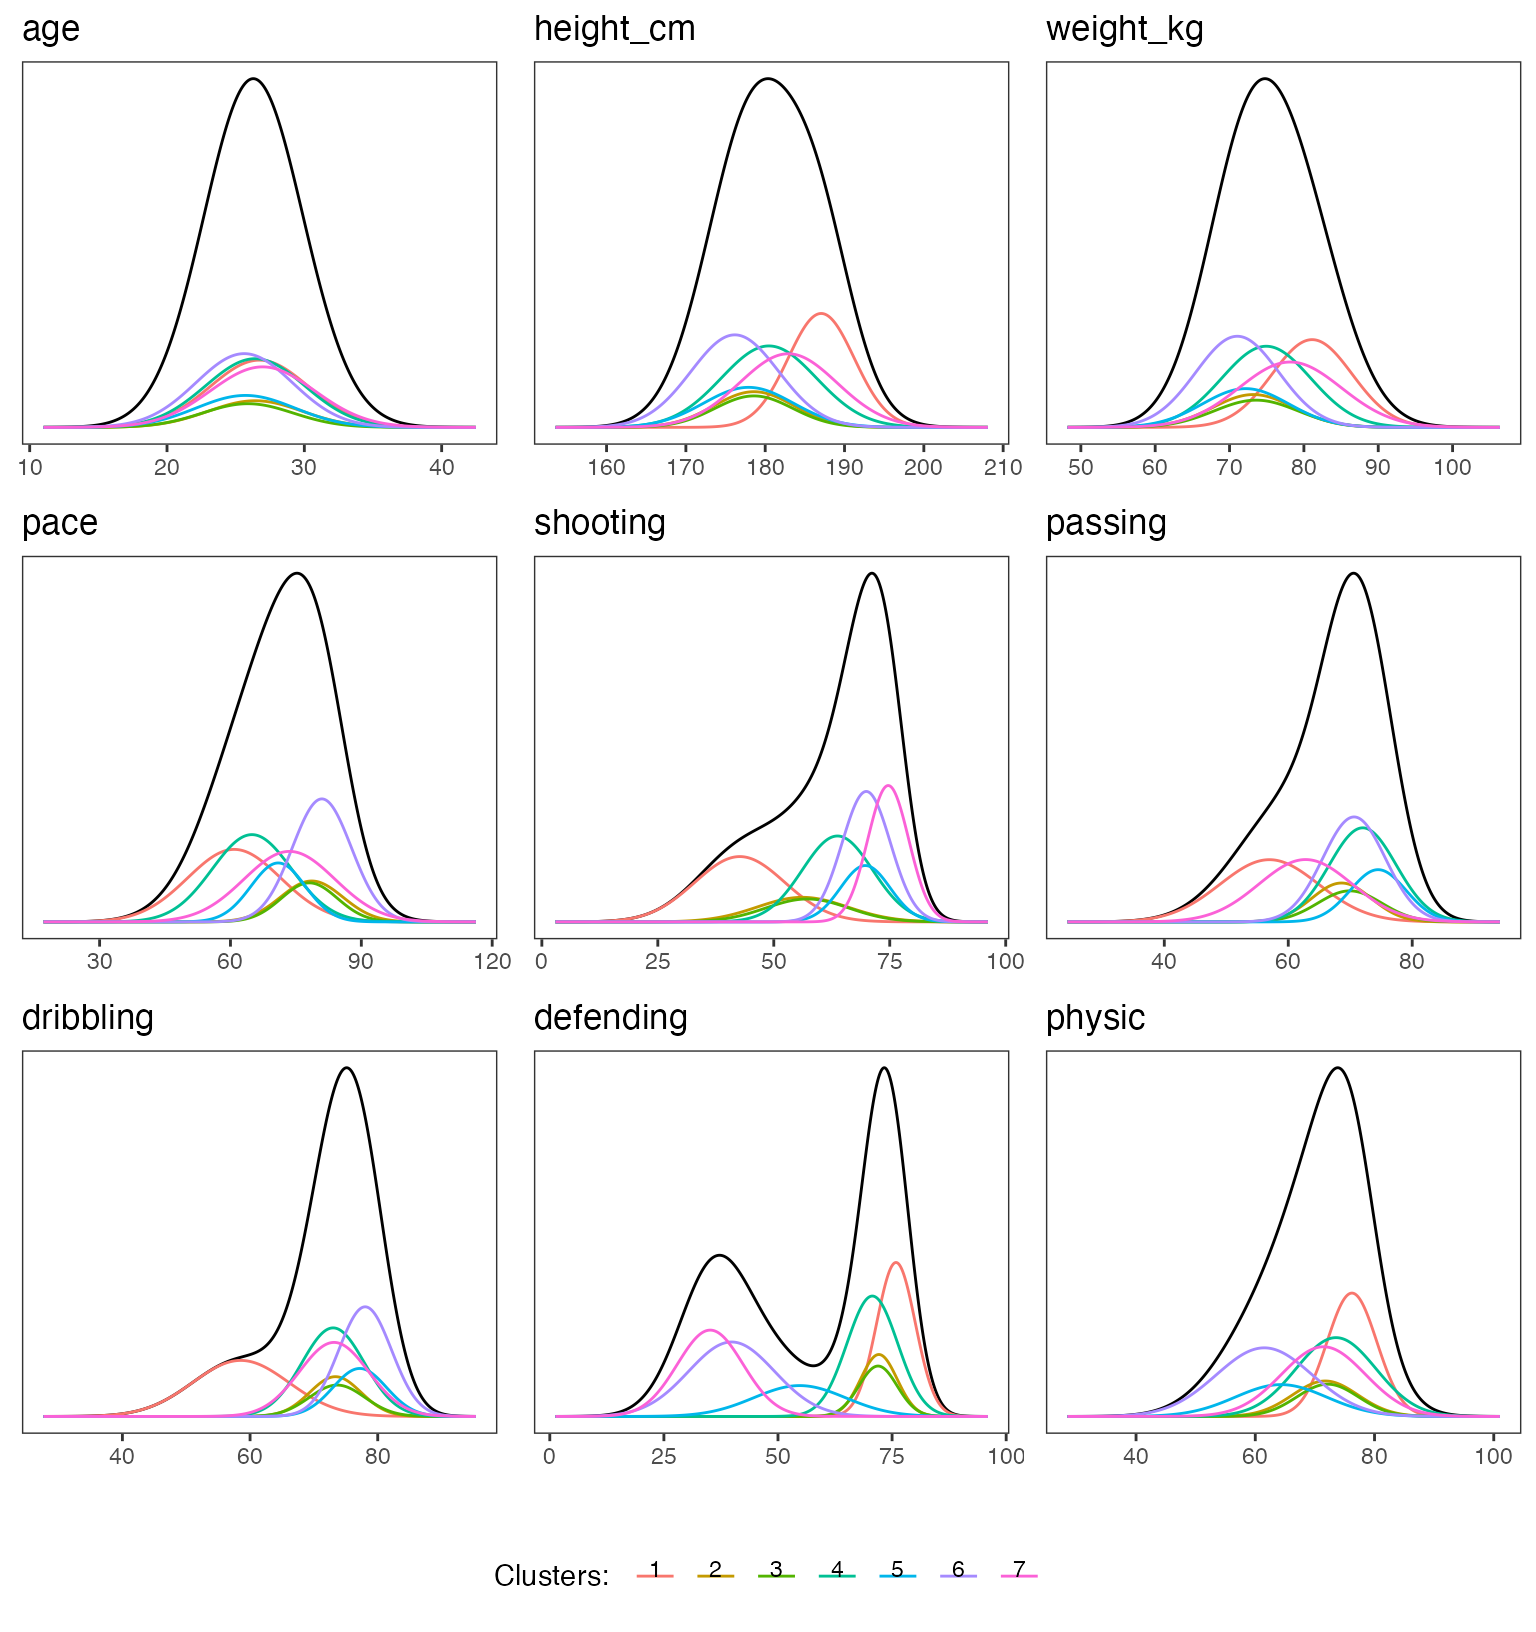 age height_cm weight_kg
10 20 30 40 160 170 180 190 200 210 50 60 70 80 90 100
pace shooting passing
30 60 90 120 0 25 50 75 100 40 60 80
dribbling defending physic
40 60 80 0 25 50 75 100 40 60 80 100
Clusters: 1 2 3 4 5 6 7